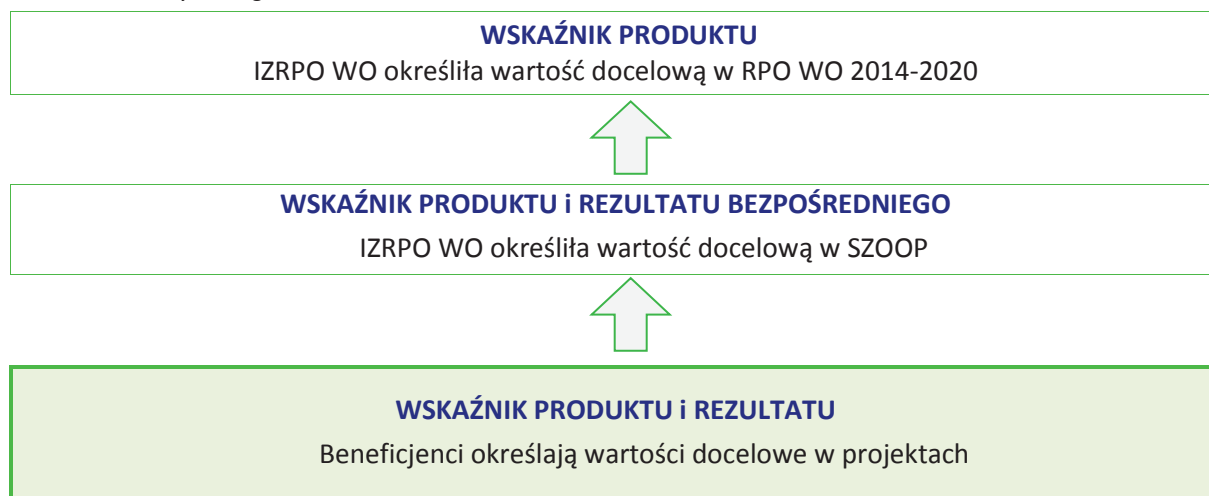 WSKAŹNIK PRODUKTU
IZRPO WO określiła wartość docelową w RPO WO 2014-2020
WSKAŹNIK PRODUKTU i REZULTATU BEZPOŚREDNIEGO
IZRPO WO określiła wartość docelową w SZOOP
WSKAŹNIK PRODUKTU i REZULTATU
Beneficjenci określają wartości docelowe w projektach